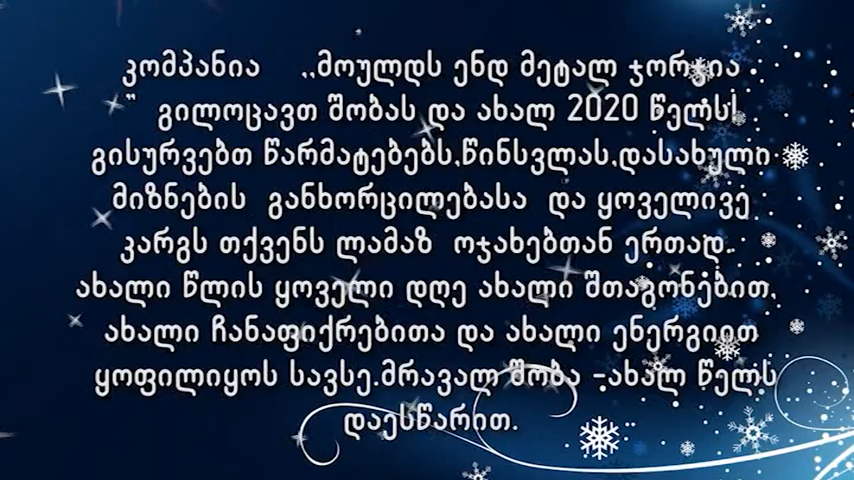 კომპანია ,,მოულდს ენდ მეტალ ჯორჯია
” გილოცავთ შობას და ახალ 2020 წელს!
გისურვებთ წარმატებებს,წინსვლას,დასახული
მიზნების განხორცილებასა და ყოველივე
კარგს თქვენს ლამაზ ოჯახებთან ერთად.
ახალი წლის ყოველი დღე ახალი შთაგონებით,
ახალი ჩანაფიქრებითა და ახალი ენერგიით
ყოფილიყოს სავსე.მრავალ შობა -ახალ წელს
დაესწარით.